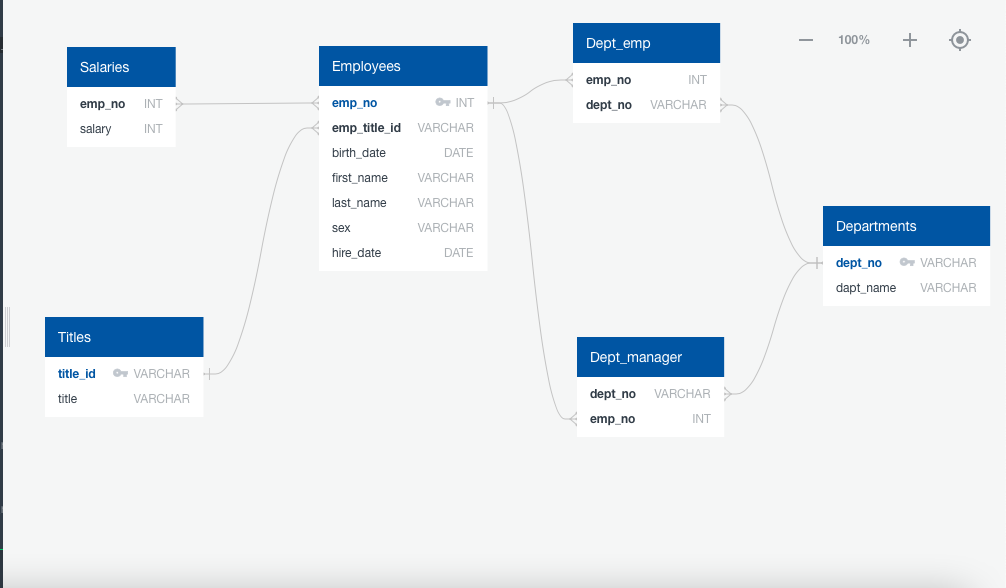 100%
Salaries
emp_no INT
salary INT
Employees
emp_no INT
emp_title_id VARCHAR
birth_date DATE
first_name VARCHAR
last_name VARCHAR
sex VARCHAR
hire_date DATE
Dept_emp
emp_no INT
dept_no VARCHAR
Departments
dept_no VARCHAR
dapt_name VARCHAR
Titles
title_id VARCHAR
title VARCHAR
Dept_manager
dept_no VARCHAR
emp_no INT